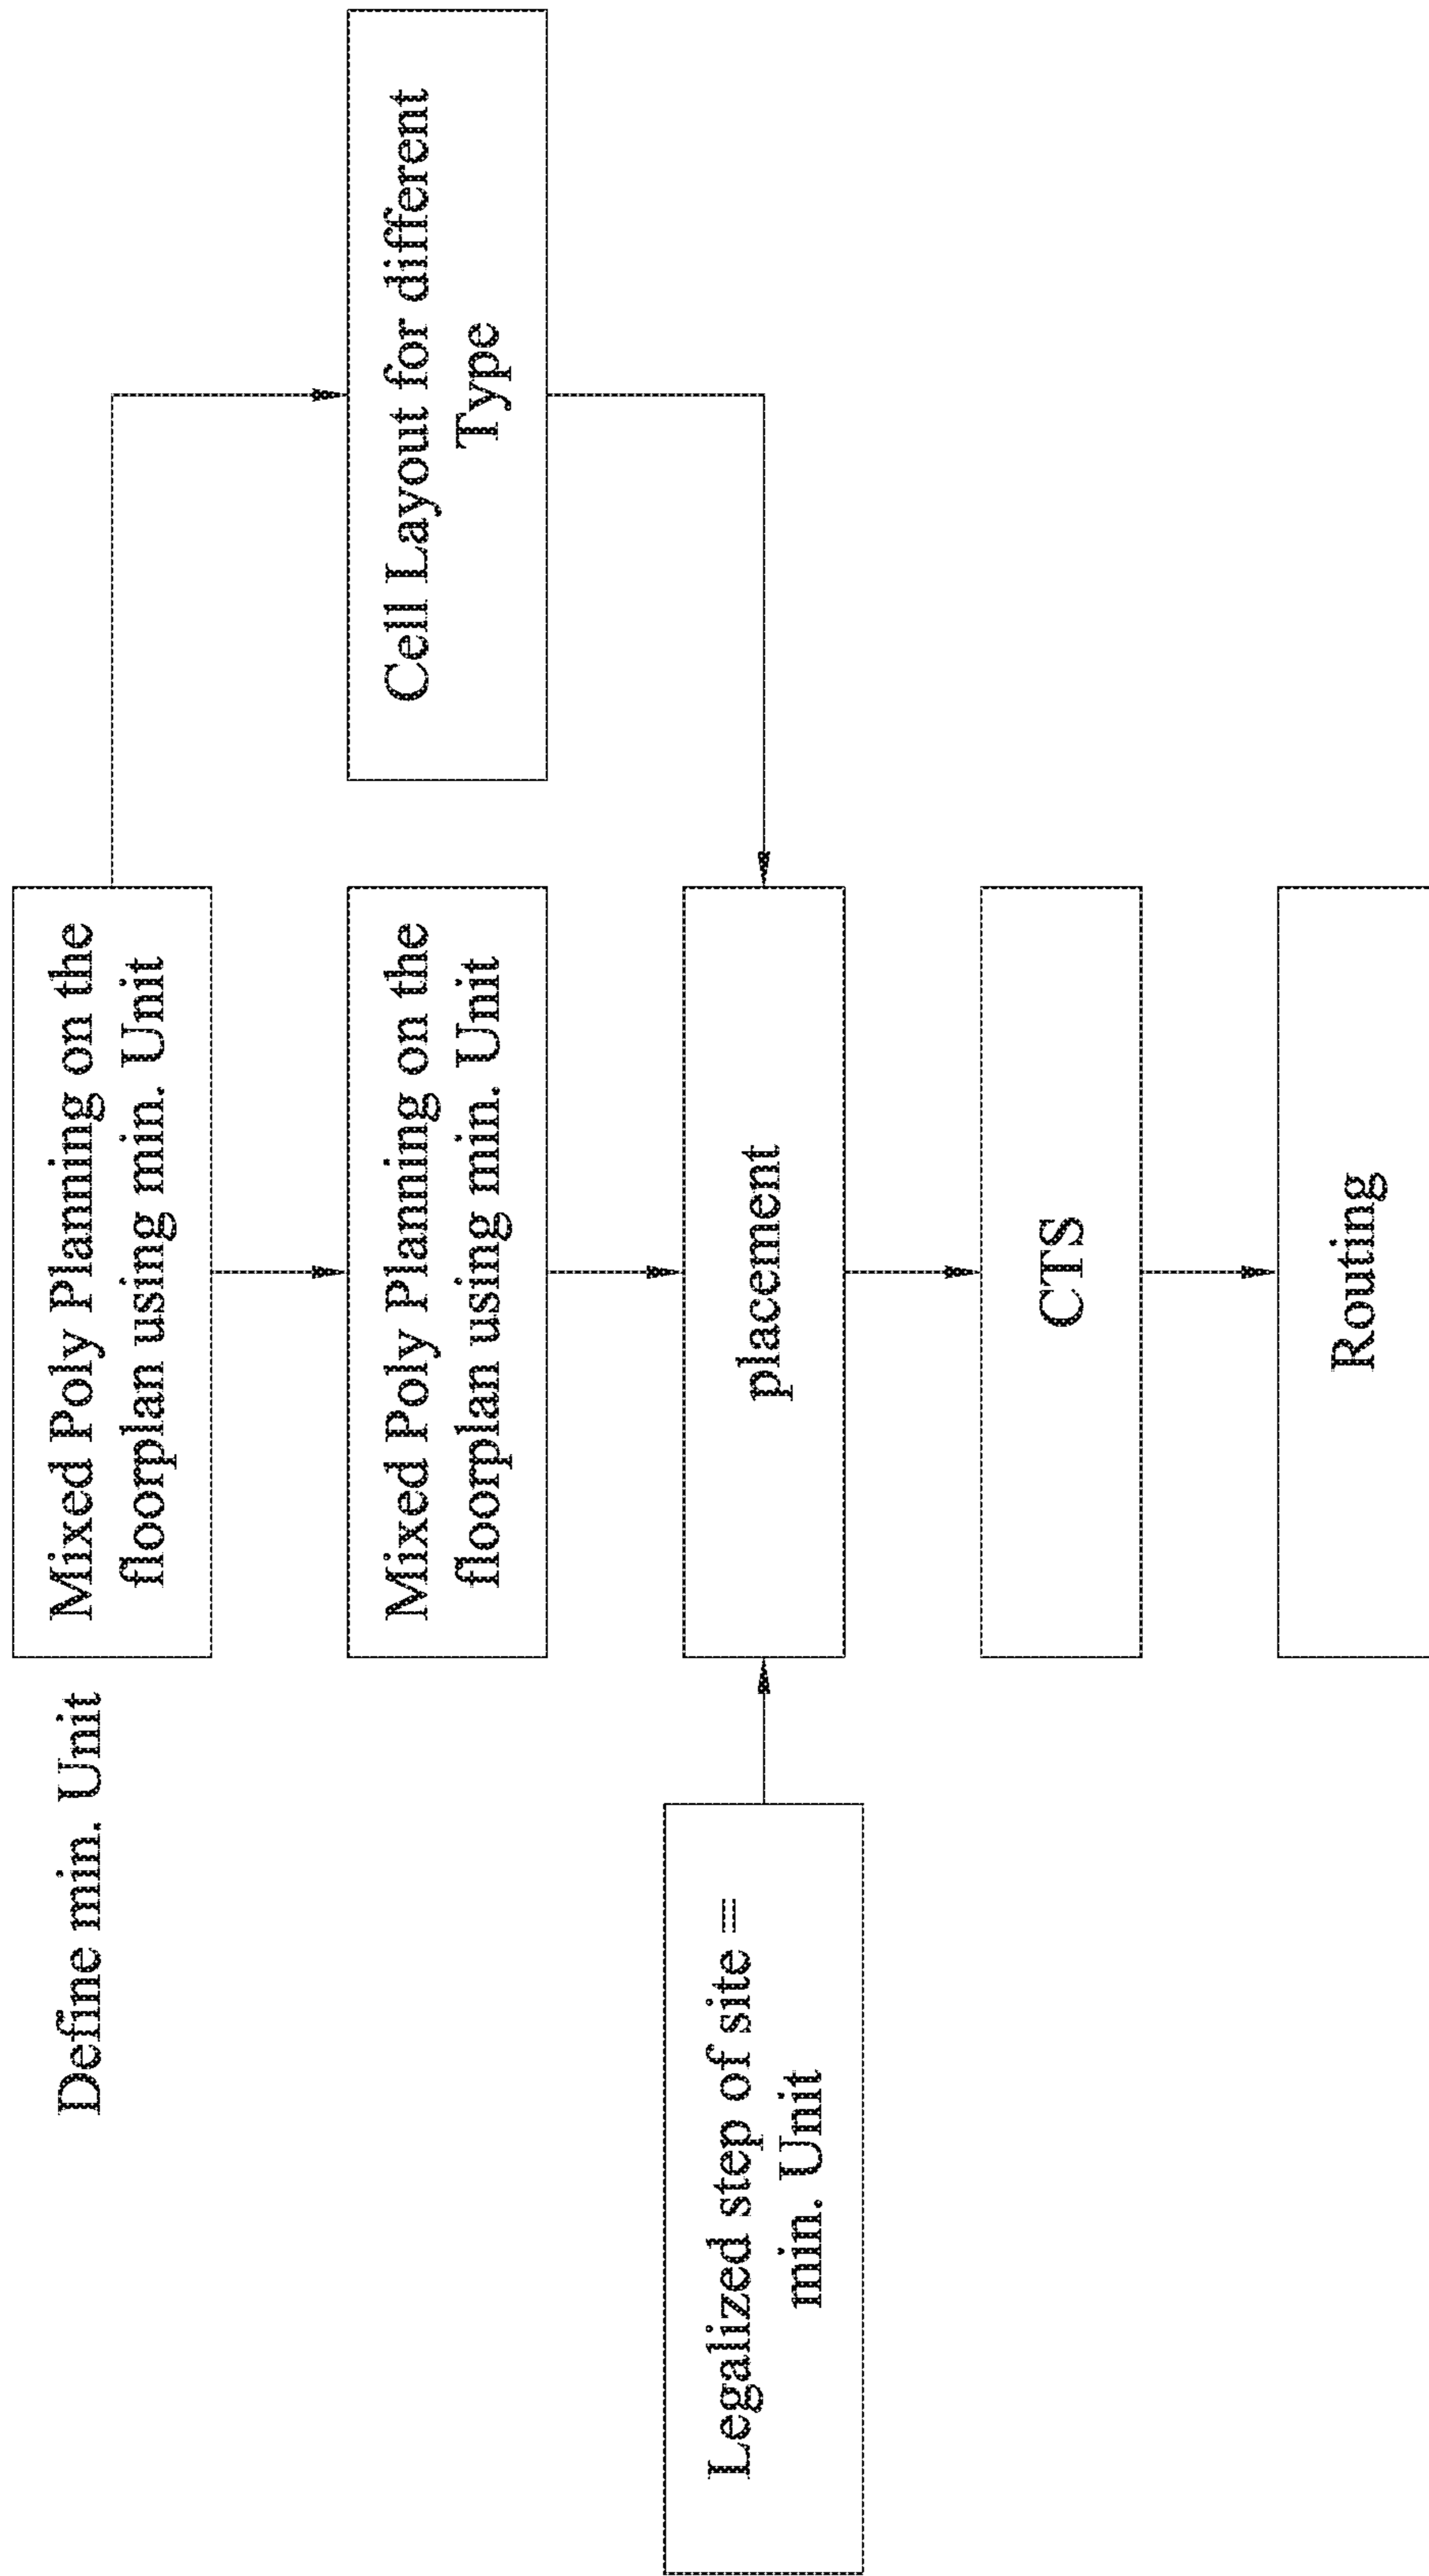 Define min. Unit
Mixed Poly Planning on the
floorplan using min. Unit
Mixed Poly Planning on the
floorplan using min. Unit
Cell Layout for different
Type
Legalized step of site =
min. Unit
placement
CTS
Routing